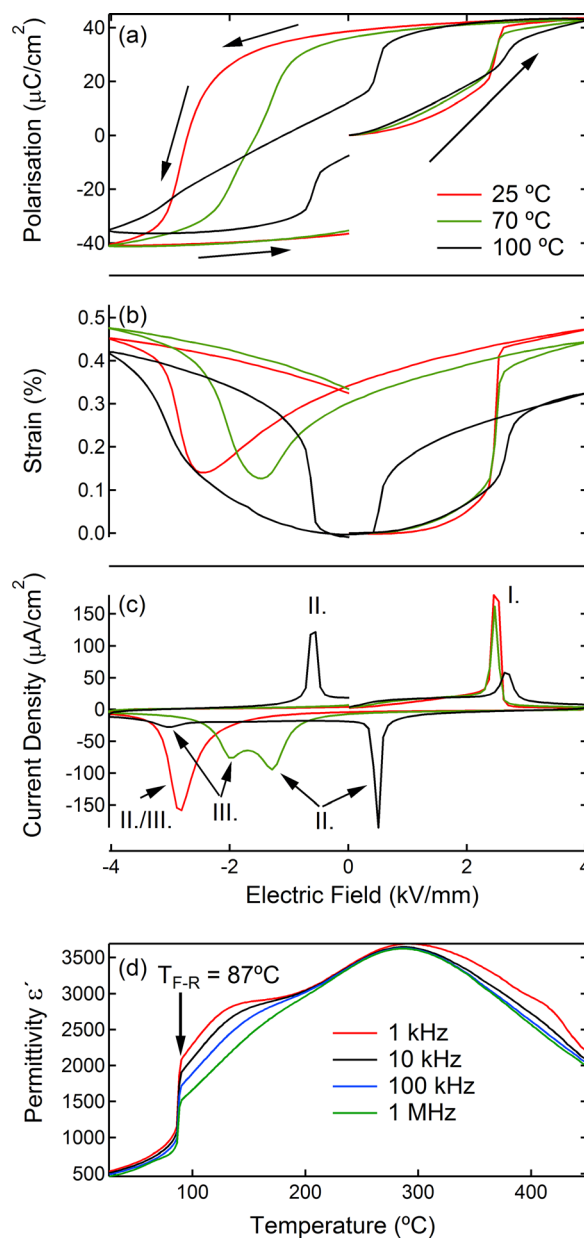 (a)
Polarisation (μC/cm²)
40
20
0
-20
-40
25 ºC
70 ºC
100 ºC
(b)
Strain (%)
0.5
0.4
0.3
0.2
0.1
0.0
(c)
Current Density (μA/cm²)
150
100
50
0
-50
-100
-150
II.
I.
II./III.
III.
II.
-4
-2
0
2
4
Electric Field (kV/mm)
(d)
Permittivity ε´
3500
3000
2500
2000
1500
1000
500
T_F-R = 87ºC
1 kHz
10 kHz
100 kHz
1 MHz
100
200
300
400
Temperature (ºC)